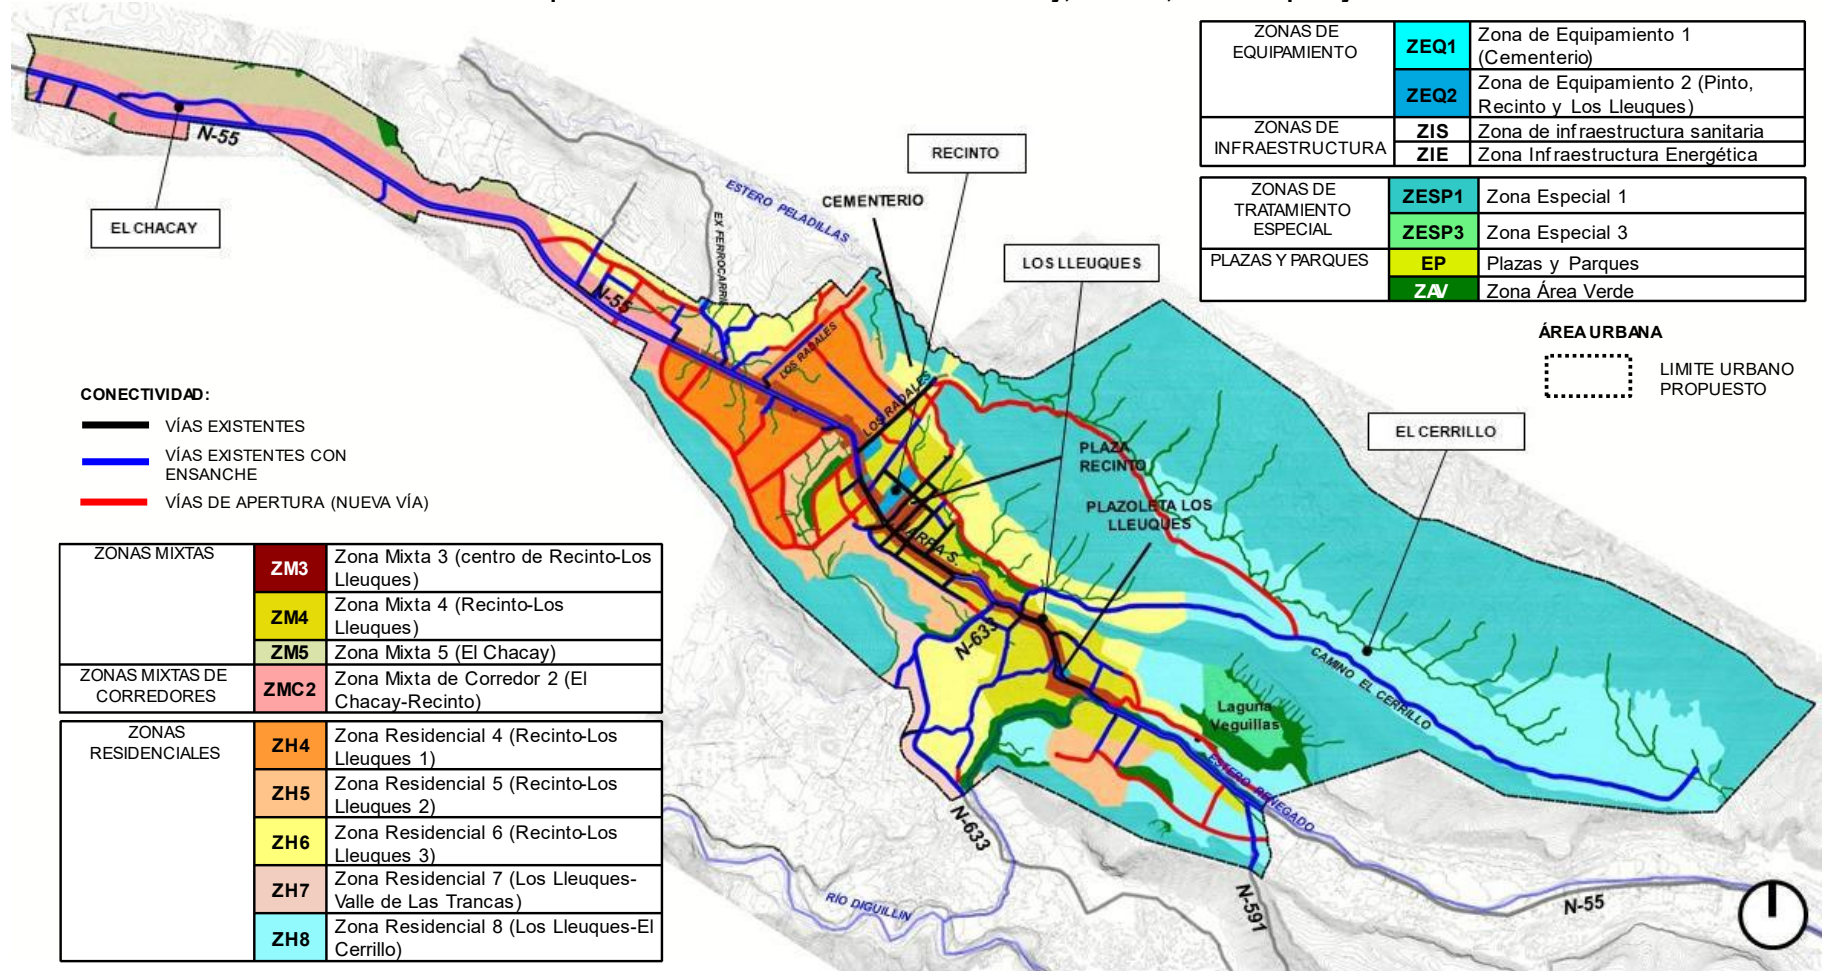 ZONAS DE
EQUIPAMIENTO
ZEQ1
Zona de Equipamiento 1
(Cementerio)
ZEQ2
Zona de Equipamiento 2 (Pinto,
Recinto y Los Lleuques)
ZONAS DE
INFRAESTRUCTURA
ZIS
Zona de infraestructura sanitaria
ZIE
Zona Infraestructura Energética
ZONAS DE
TRATAMIENTO
ESPECIAL
ZESP1
Zona Especial 1
ZESP3
Zona Especial 3
PLAZAS Y PARQUES
EP
Plazas y Parques
ZAV
Zona Área Verde
ÁREA URBANA
LIMITE URBANO
PROPUESTO
N-55
EL CHACAY
RECINTO
ESTERO PELADILLAS
CEMENTERIO
EX FERROCARRIL
LOS LLEUQUES
N-55
LOS RADALES
LOS RADALES
EL CERRILLO
PLAZA
RECINTO
PLAZOLETA LOS
LLEUQUES
N-633
CAMINO EL CERRILLO
Laguna
Veguillas
ESTERO RENEGADO
N-633
N-591
N-55
RÍO DIGUILLIN
CONECTIVIDAD:
VÍAS EXISTENTES
VÍAS EXISTENTES CON
ENSANCHE
VÍAS DE APERTURA (NUEVA VÍA)
ZONAS MIXTAS
ZM3
Zona Mixta 3 (centro de Recinto-Los
Lleuques)
ZM4
Zona Mixta 4 (Recinto-Los
Lleuques)
ZM5
Zona Mixta 5 (El Chacay)
ZONAS MIXTAS DE
CORREDORES
ZMC2
Zona Mixta de Corredor 2 (El
Chacay-Recinto)
ZONAS
RESIDENCIALES
ZH4
Zona Residencial 4 (Recinto-Los
Lleuques 1)
ZH5
Zona Residencial 5 (Recinto-Los
Lleuques 2)
ZH6
Zona Residencial 6 (Recinto-Los
Lleuques 3)
ZH7
Zona Residencial 7 (Los Lleuques-
Valle de Las Trancas)
ZH8
Zona Residencial 8 (Los Lleuques-El
Cerrillo)